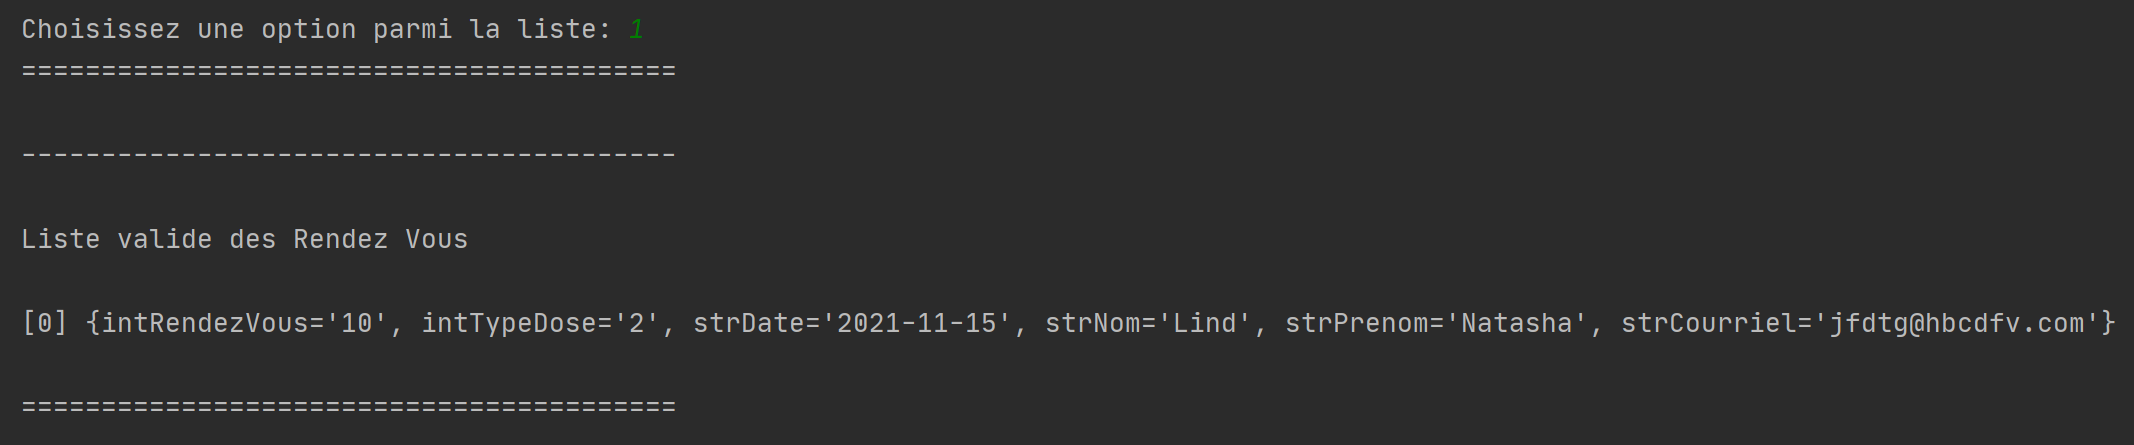 Choisissez une option parmi la liste: 1
=========================================
-----------------------------------------
Liste valide des Rendez Vous
[0] {intRendezVous='10', intTypeDose='2', strDate='2021-11-15', strNom='Lind', strPrenom='Natasha', strCourriel='jfdtg@hbcdfv.com'}
=========================================